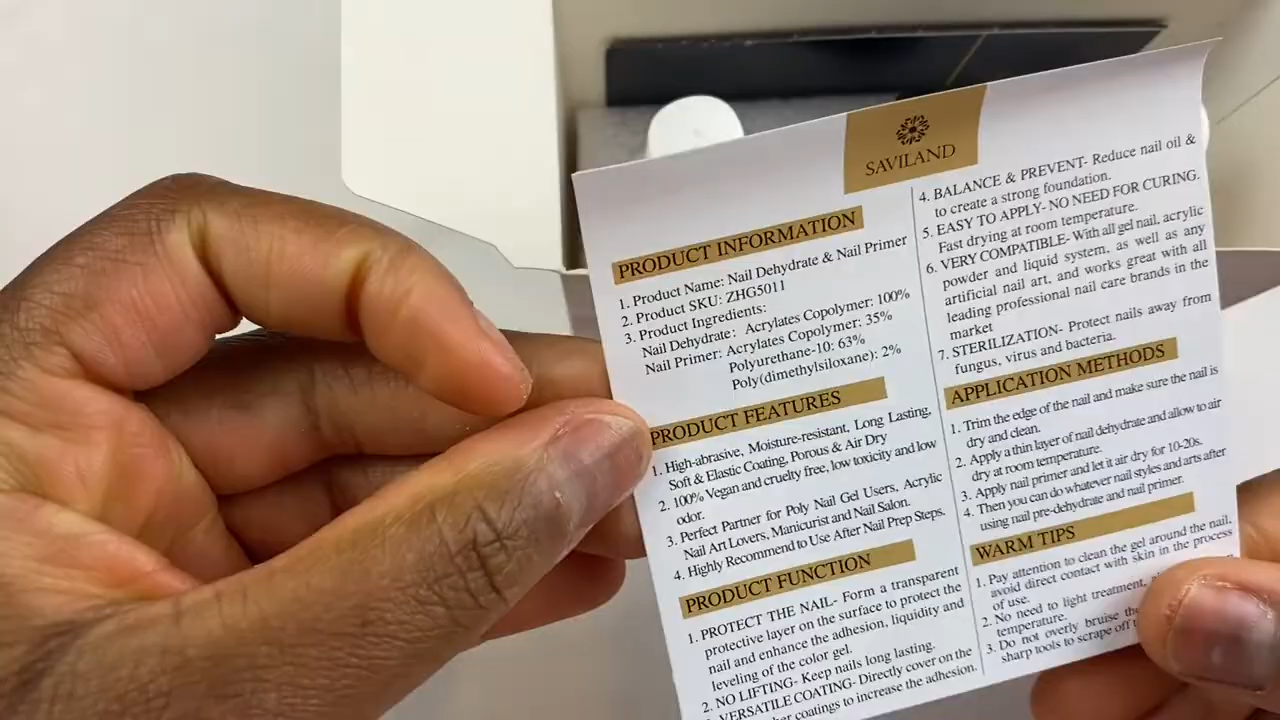 SAVILAND
PRODUCT INFORMATION
1. Product Name: Nail Dehydrate & Nail Primer
2. Product SKU: ZHG5011
3. Product Ingredients:
Nail Dehydrate: Acrylates Copolymer: 100%
Nail Primer: Acrylates Copolymer: 35%
Polyurethane-10: 63%
Poly(dimethylsiloxane): 2%
PRODUCT FEATURES
1. High-abrasive, Moisture-resistant, Long Lasting,
Soft & Elastic Coating, Porous & Air Dry
2. 100% Vegan and cruelty free, low toxicity and low
odor.
3. Perfect Partner for Poly Nail Gel Users, Acrylic
Nail Art Lovers, Manicurist and Nail Salon.
4. Highly Recommend to Use After Nail Prep Steps.
PRODUCT FUNCTION
1. PROTECT THE NAIL- Form a transparent
protective layer on the surface to protect the
nail and enhance the adhesion, liquidity and
leveling of the color gel.
2. NO LIFTING- Keep nails long lasting.
VERSATILE COATING- Directly cover on the
coatings to increase the adhesion.
4. BALANCE & PREVENT- Reduce nail oil &
to create a strong foundation.
5. EASY TO APPLY- NO NEED FOR CURING.
Fast drying at room temperature.
6. VERY COMPATIBLE- With all gel nail, acrylic
powder and liquid system, as well as any
artificial nail art, and works great with all
leading professional nail care brands in the
market
7. STERILIZATION- Protect nails away from
fungus, virus and bacteria.
APPLICATION METHODS
1. Trim the edge of the nail and make sure the nail is
dry and clean.
2. Apply a thin layer of nail dehydrate and allow to air
dry at room temperature.
3. Apply nail primer and let it air dry for 10-20s.
4. Then you can do whatever nail styles and arts after
using nail pre-dehydrate and nail primer.
WARM TIPS
1. Pay attention to clean the gel around the nail,
avoid direct contact with skin in the process
of use.
2. No need to light treatment,
temperature.
3. Do not overly bruise the
sharp tools to scrape off